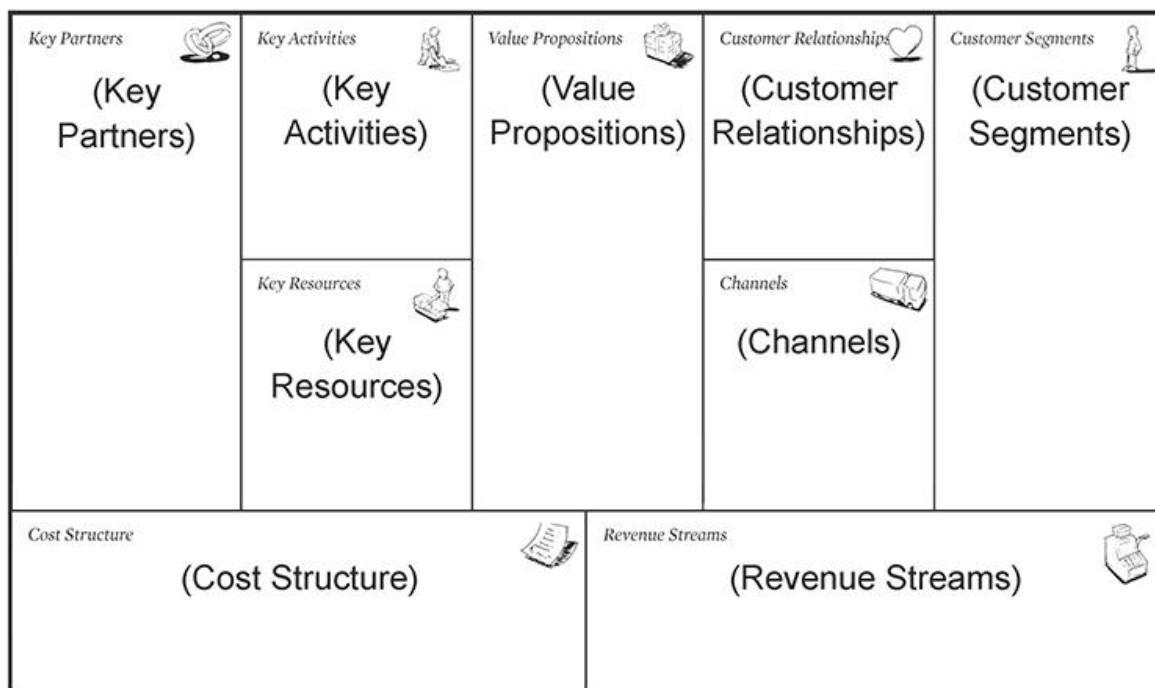 Key Partners
(Key
Partners)
Key Activities
(Key
Activities)
Key Resources
(Key
Resources)
Value Propositions
(Value
Propositions)
Customer Relationships
(Customer
Relationships)
Channels
(Channels)
Customer Segments
(Customer
Segments)
Cost Structure
(Cost Structure)
Revenue Streams
(Revenue Streams)